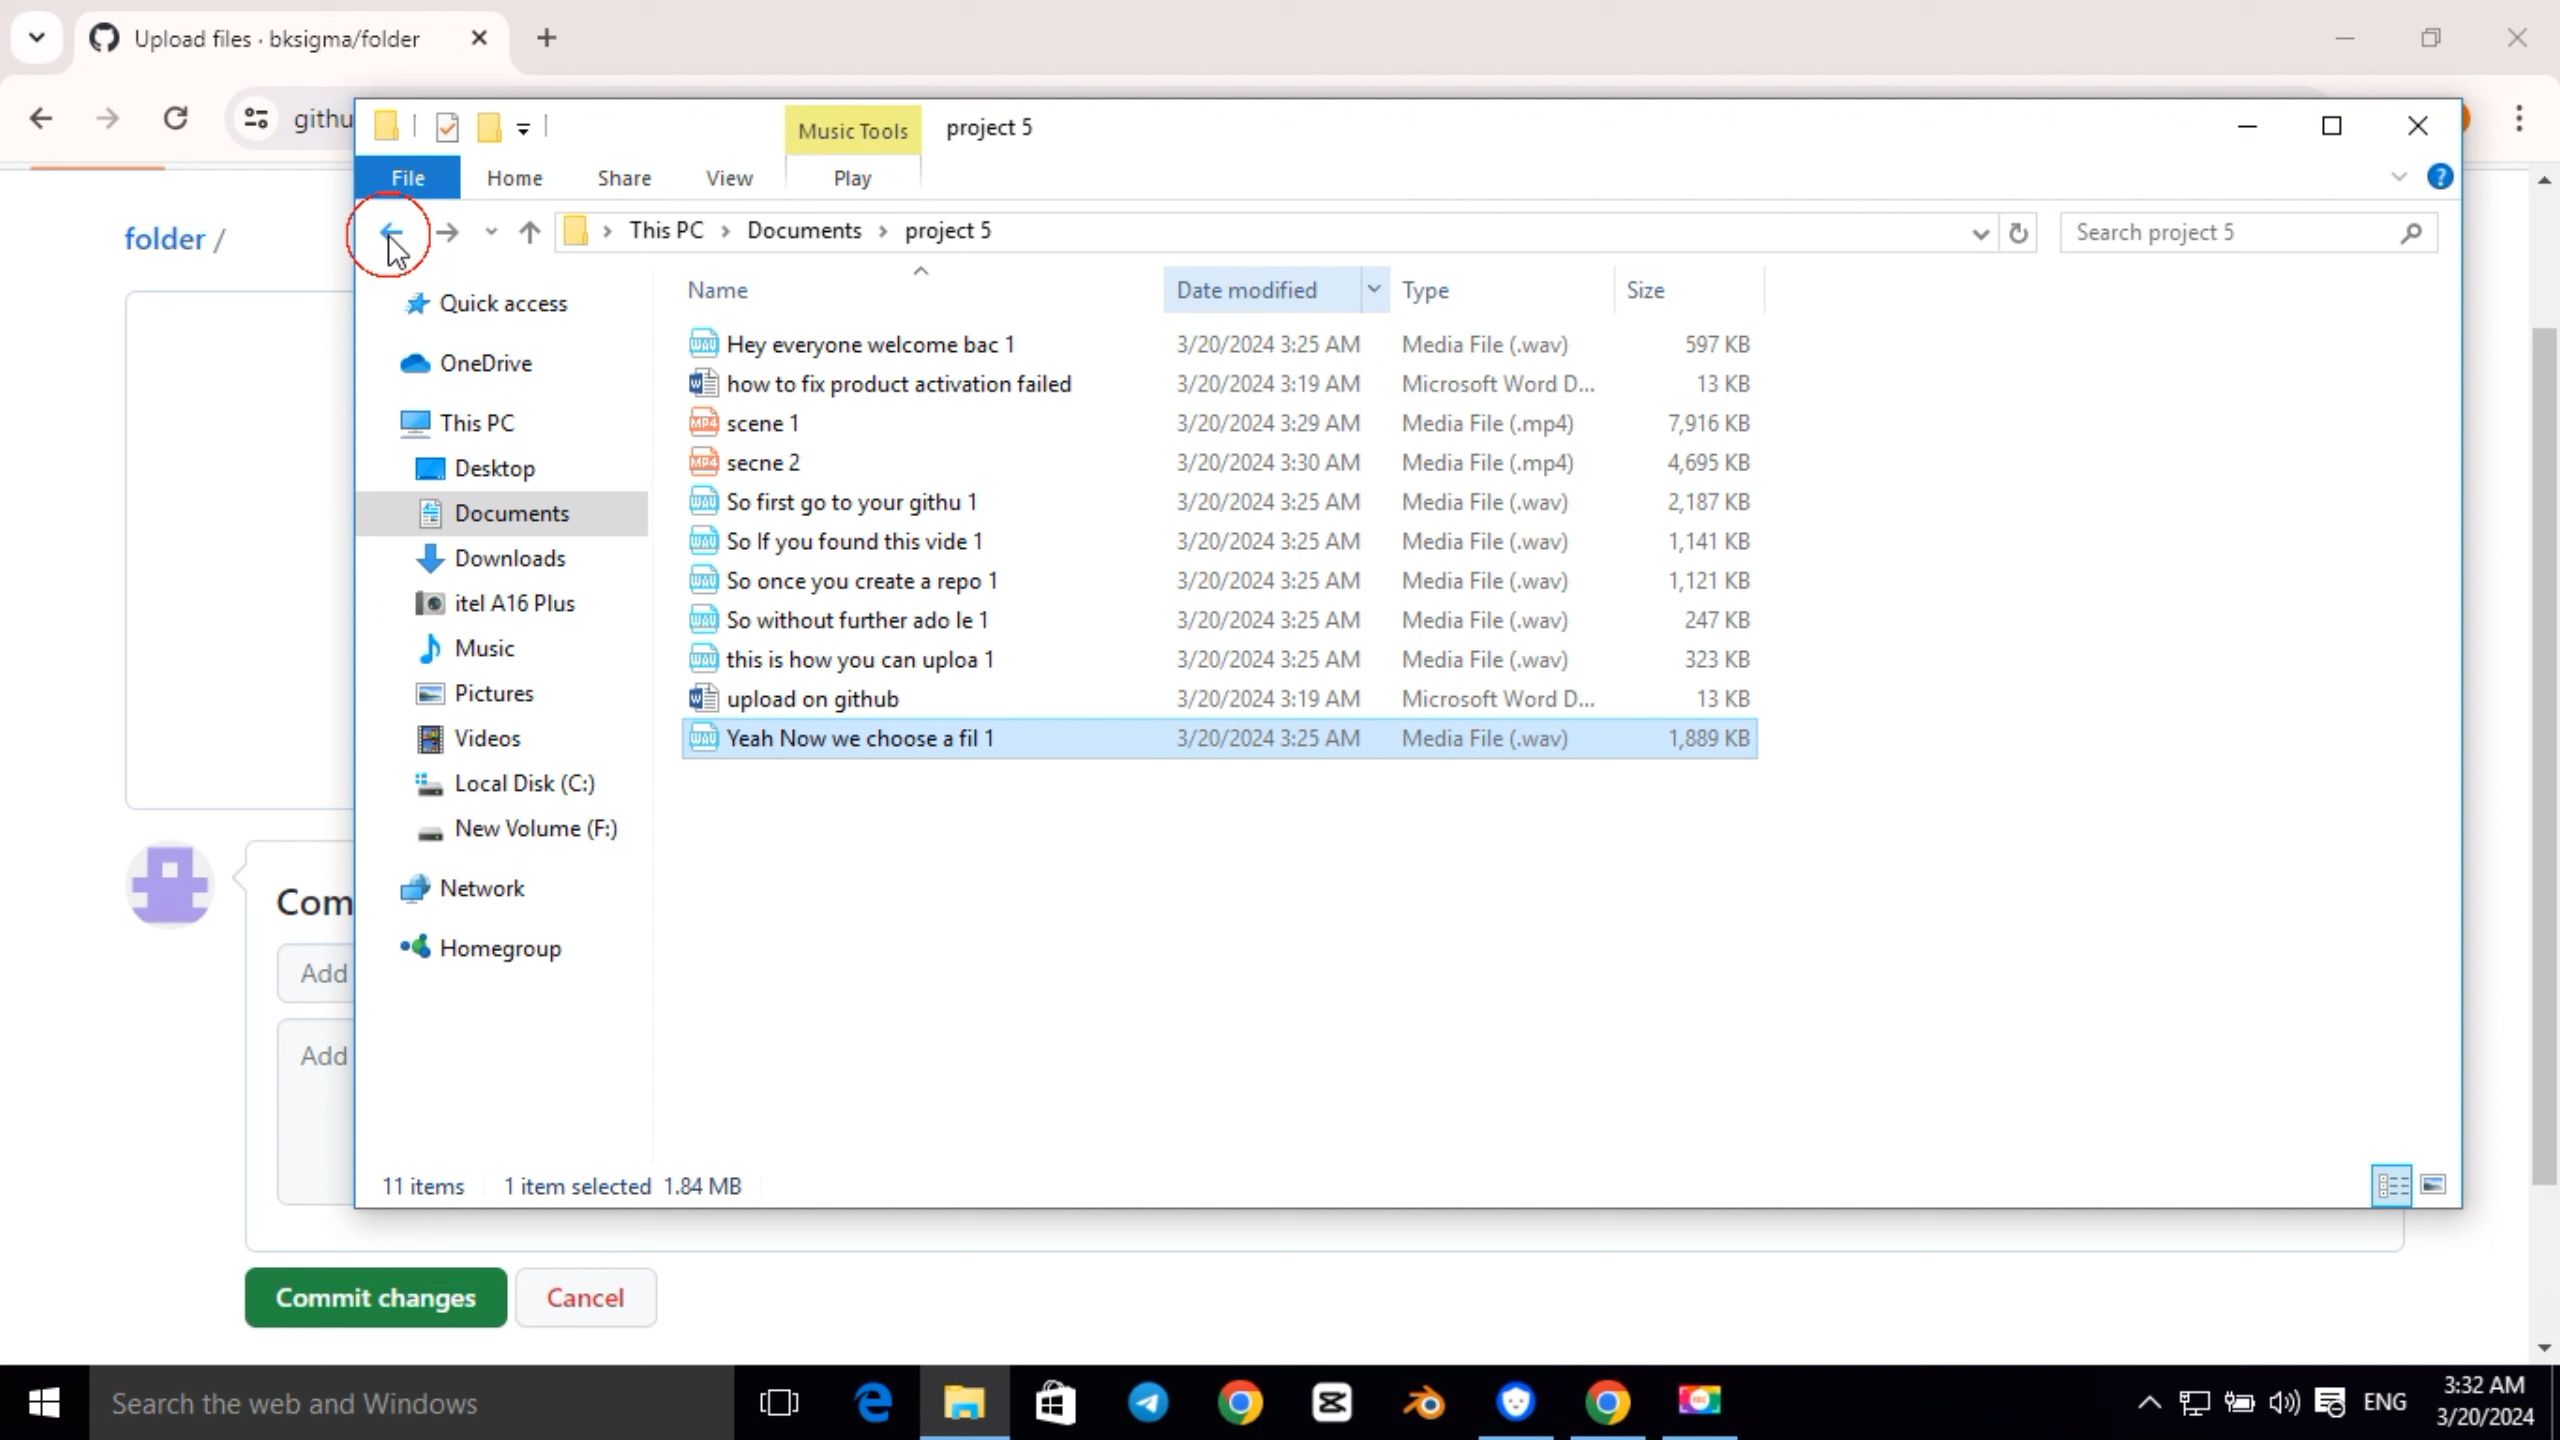 Upload files · bksigma/folder
githu
Music Tools
project 5
File
Home
Share
View
Play
folder /
This PC > Documents > project 5
Search project 5
Name
Date modified
Type
Size
Quick access
OneDrive
This PC
Desktop
Documents
Downloads
itel A16 Plus
Music
Pictures
Videos
Local Disk (C:)
New Volume (F:)
Network
Homegroup
Hey everyone welcome bac 1 3/20/2024 3:25 AM Media File (.wav) 597 KB
how to fix product activation failed 3/20/2024 3:19 AM Microsoft Word D... 13 KB
scene 1 3/20/2024 3:29 AM Media File (.mp4) 7,916 KB
secne 2 3/20/2024 3:30 AM Media File (.mp4) 4,695 KB
So first go to your githu 1 3/20/2024 3:25 AM Media File (.wav) 2,187 KB
So If you found this vide 1 3/20/2024 3:25 AM Media File (.wav) 1,141 KB
So once you create a repo 1 3/20/2024 3:25 AM Media File (.wav) 1,121 KB
So without further ado le 1 3/20/2024 3:25 AM Media File (.wav) 247 KB
this is how you can uploa 1 3/20/2024 3:25 AM Media File (.wav) 323 KB
upload on github 3/20/2024 3:19 AM Microsoft Word D... 13 KB
Yeah Now we choose a fil 1 3/20/2024 3:25 AM Media File (.wav) 1,889 KB
11 items
1 item selected 1.84 MB
Com
Add
Add
Commit changes
Cancel
Search the web and Windows
ENG
3:32 AM
3/20/2024